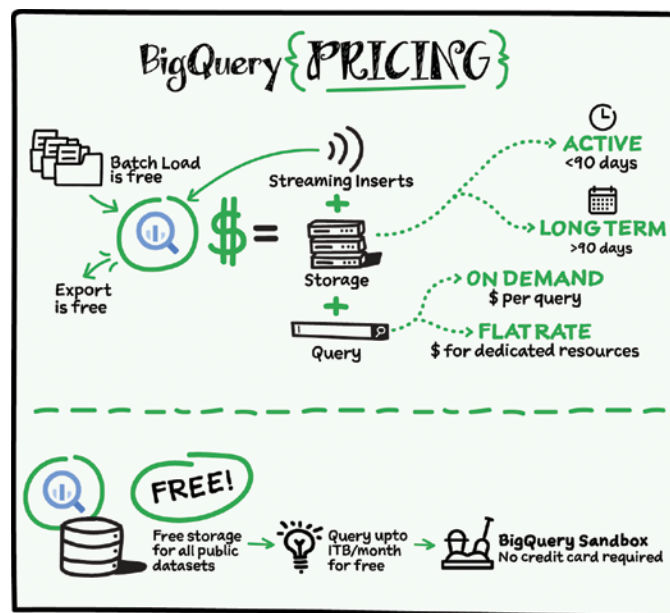 BigQuery {PRICING}
Batch Load
is free
Export
is free
$ =
Streaming Inserts
+
Storage
+
Query
ACTIVE
<90 days
LONG TERM
>90 days
ON DEMAND
$ per query
FLAT RATE
$ for dedicated resources
FREE!
Free storage
for all public
datasets
Query upto
1TB/month
for free
BigQuery Sandbox
No credit card required